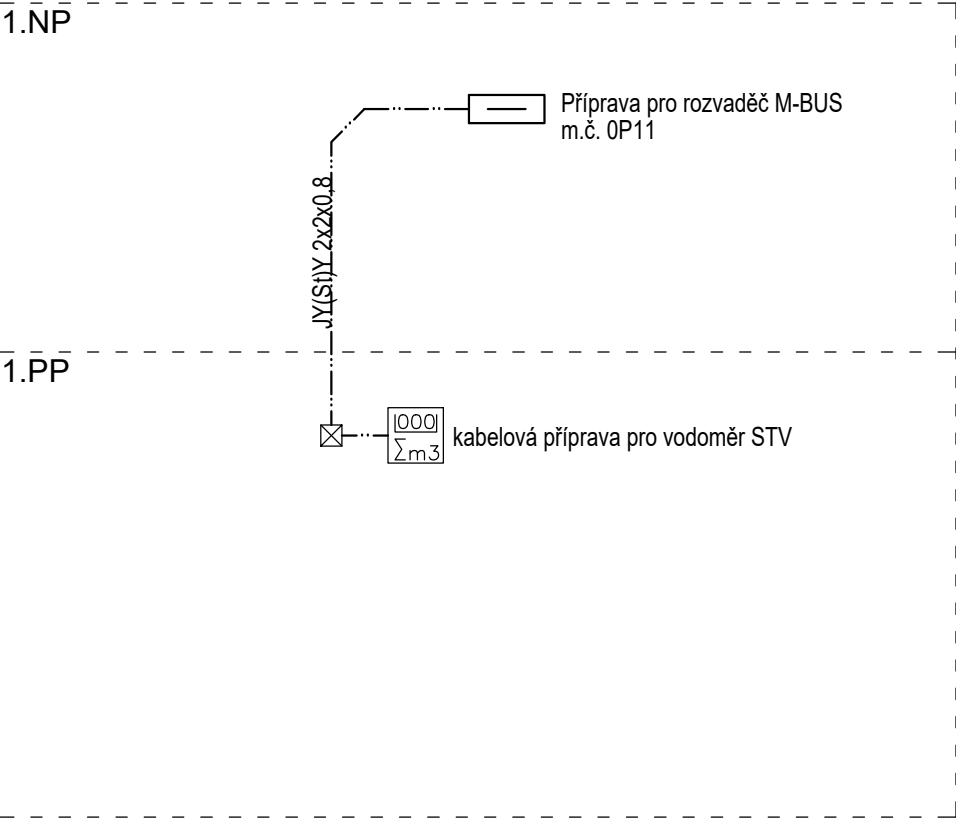 1.NP
Příprava pro rozvaděč M-BUS
m.č. 0P11
JY(St)Y 2x2x0,8
1.PP
000
∑m3
kabelová příprava pro vodoměr STV